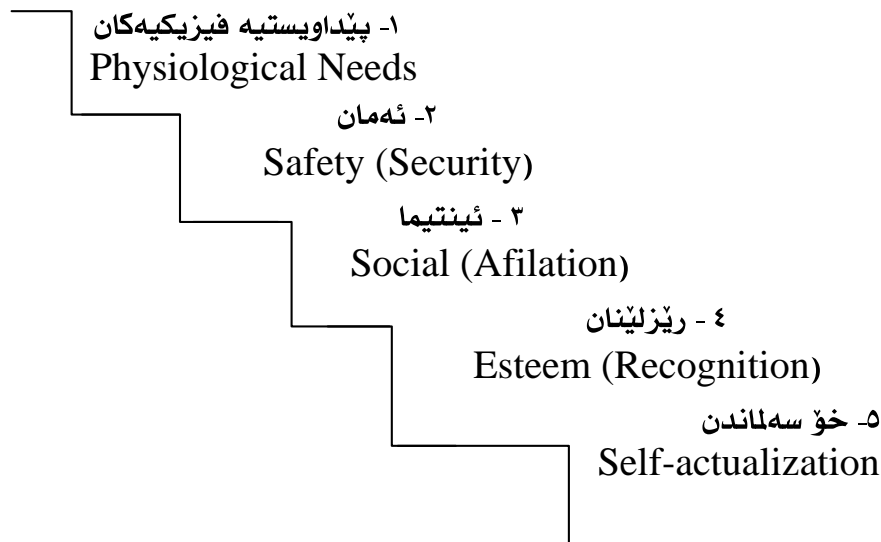 ١- پێداویستیە فیزیکیەکان
Physiological Needs
٢- ئەمان
Safety (Security)
٣ - ئینتیما
Social (Afilation)
٤ - رێزلێنان
Esteem (Recognition)
٥- خۆ سەلماندن
Self-actualization